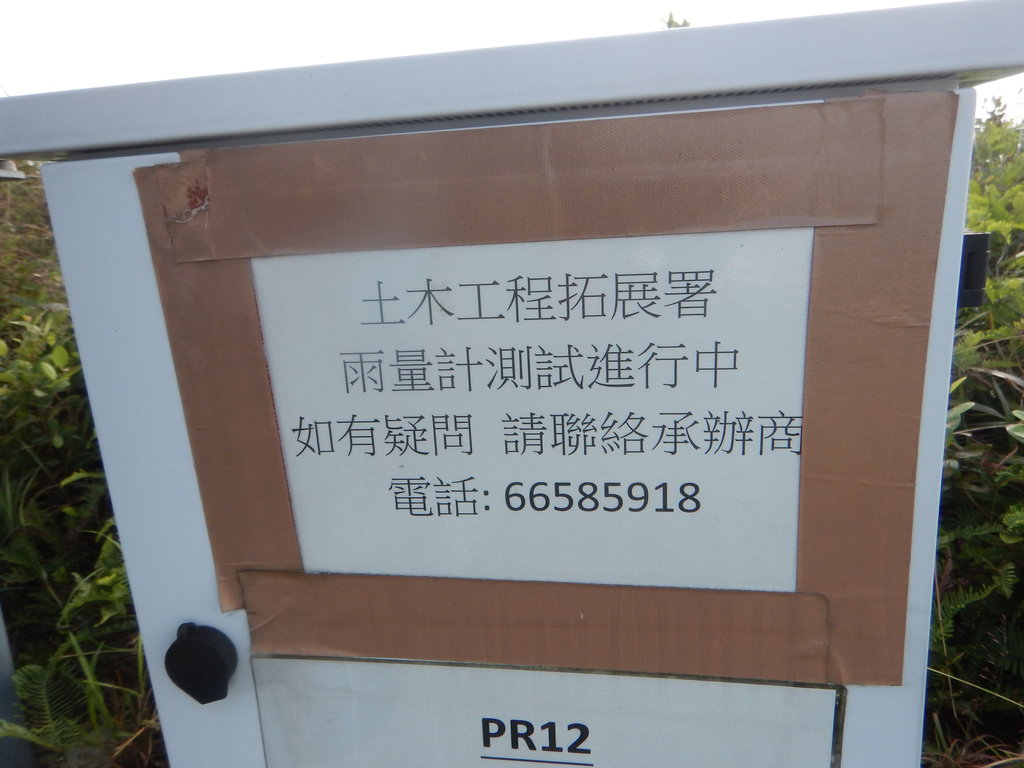 土木工程拓展署
雨量計測試進行中
如有疑問 請聯絡承辦商
電話: 66585918
PR12